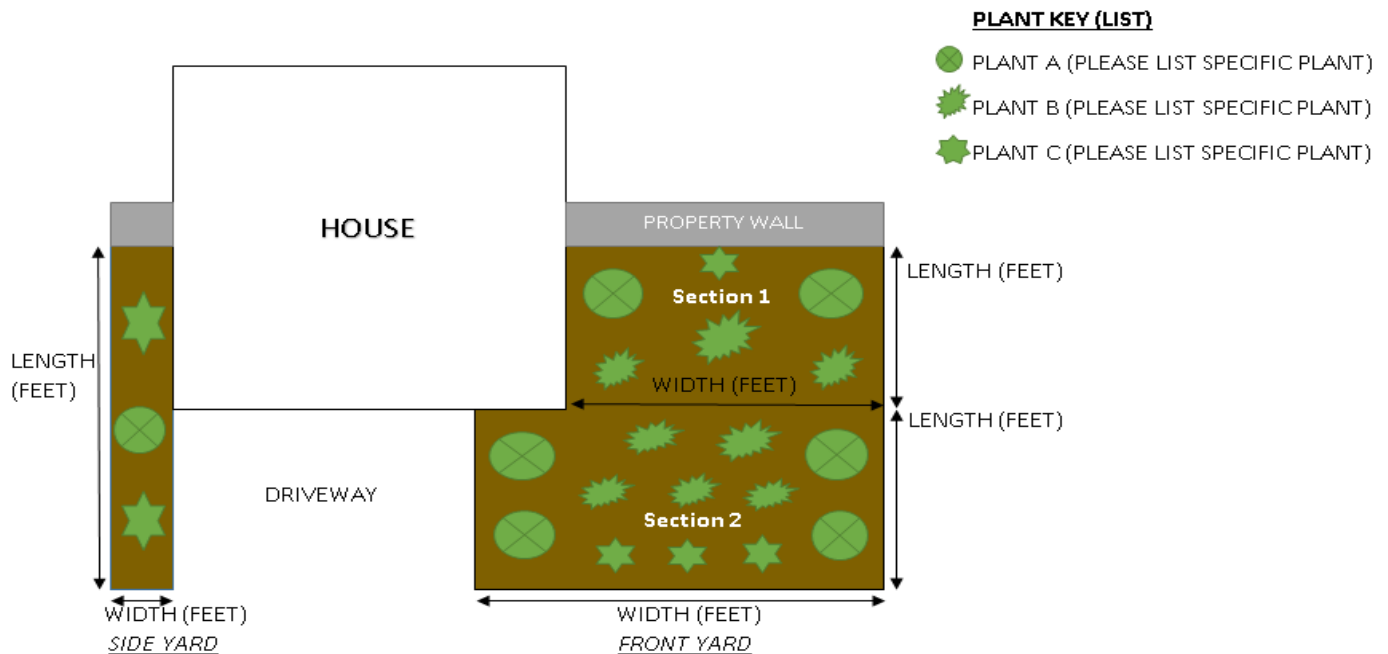 PLANT KEY (LIST)
PLANT A (PLEASE LIST SPECIFIC PLANT)
PLANT B (PLEASE LIST SPECIFIC PLANT)
PLANT C (PLEASE LIST SPECIFIC PLANT)
HOUSE
PROPERTY WALL
LENGTH (FEET)
Section 1
LENGTH
(FEET)
WIDTH (FEET)
LENGTH (FEET)
DRIVEWAY
Section 2
WIDTH (FEET)
SIDE YARD
WIDTH (FEET)
FRONT YARD